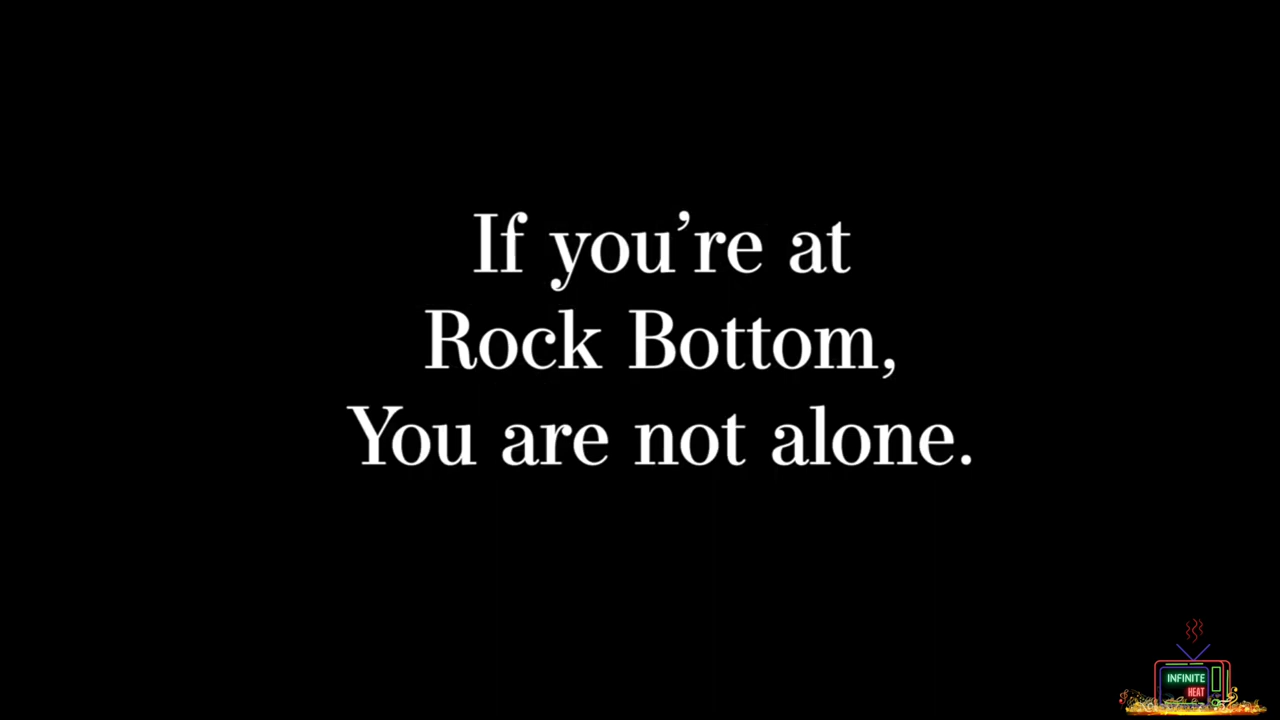 If you’re at
Rock Bottom,
You are not alone.
INFINITE
HEAT